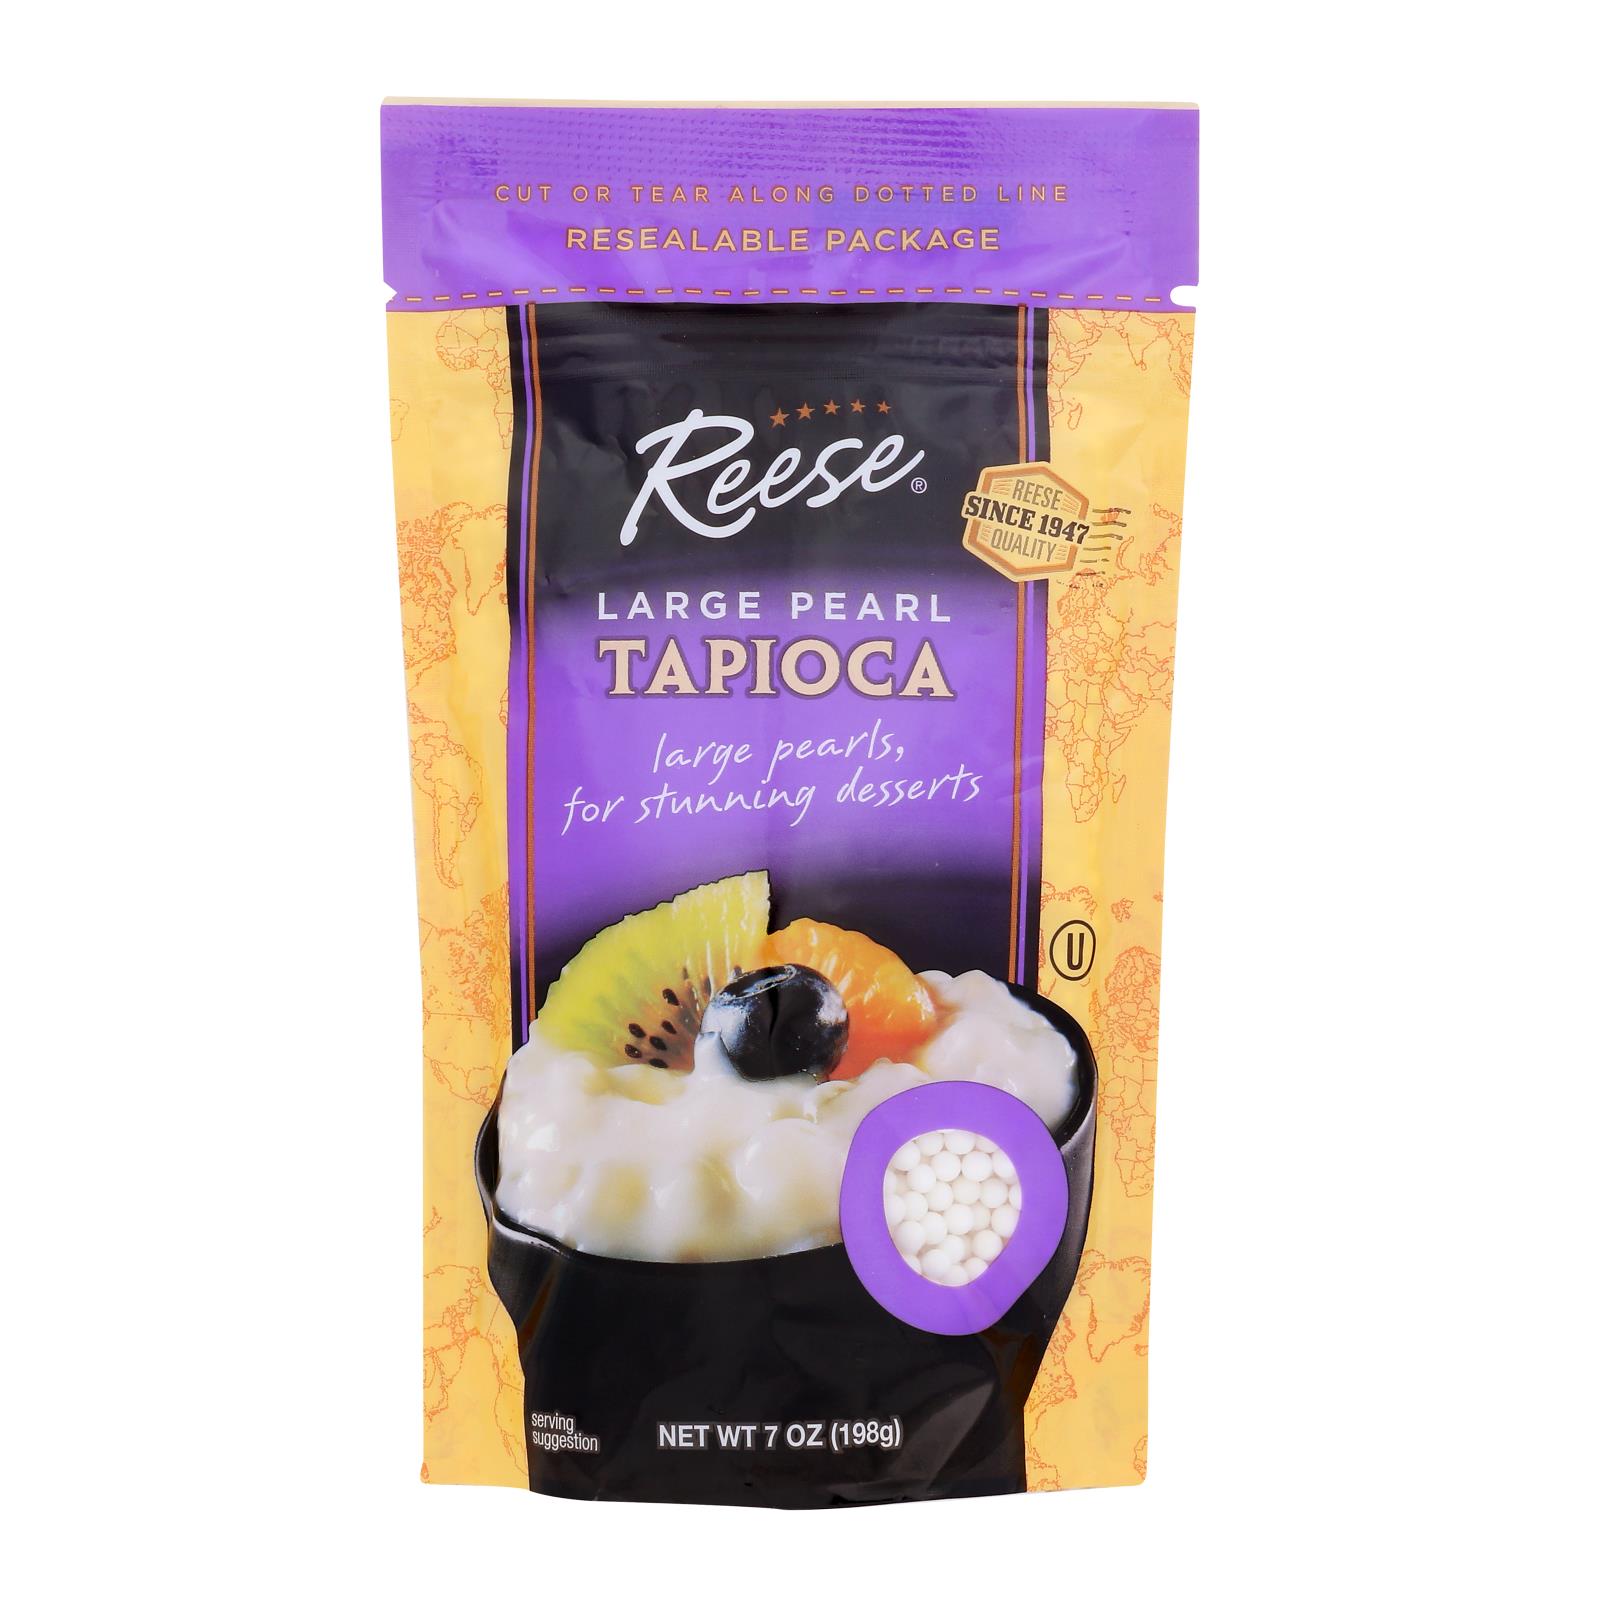 CUT OR TEAR ALONG DOTTED LINE
RESEALABLE PACKAGE
Reese®
REESE
SINCE 1947
QUALITY
LARGE PEARL
TAPIOCA
large pearls,
for stunning desserts
U
serving
suggestion
NET WT 7 OZ (198g)